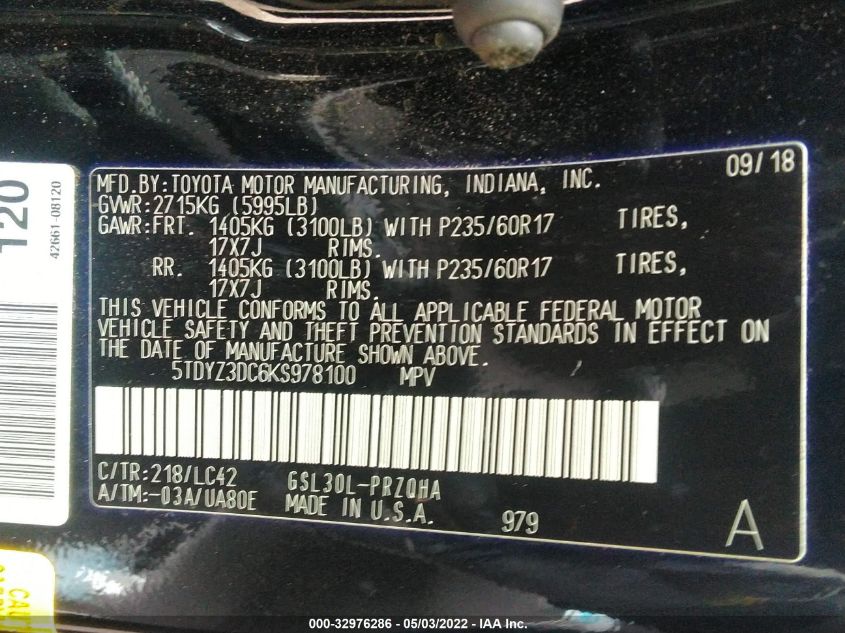 120
42661-08120
09/18
MFD.BY:TOYOTA MOTOR MANUFACTURING, INDIANA, INC.
GVWR:2715KG (5995LB)
GAWR:FRT. 1405KG (3100LB) WITH P235/60R17 TIRES,
17X7J RIMS.
RR. 1405KG (3100LB) WITH P235/60R17 TIRES,
17X7J RIMS.
THIS VEHICLE CONFORMS TO ALL APPLICABLE FEDERAL MOTOR
VEHICLE SAFETY AND THEFT PREVENTION STANDARDS IN EFFECT ON
THE DATE OF MANUFACTURE SHOWN ABOVE.
5TDYZ3DC6KS978100 MPV
C/TR:218/LC42 GSL30L-PRZQHA
A/TM:-03A/UA80E MADE IN U.S.A. 979
A
000-32976286 - 05/03/2022 - IAA Inc.